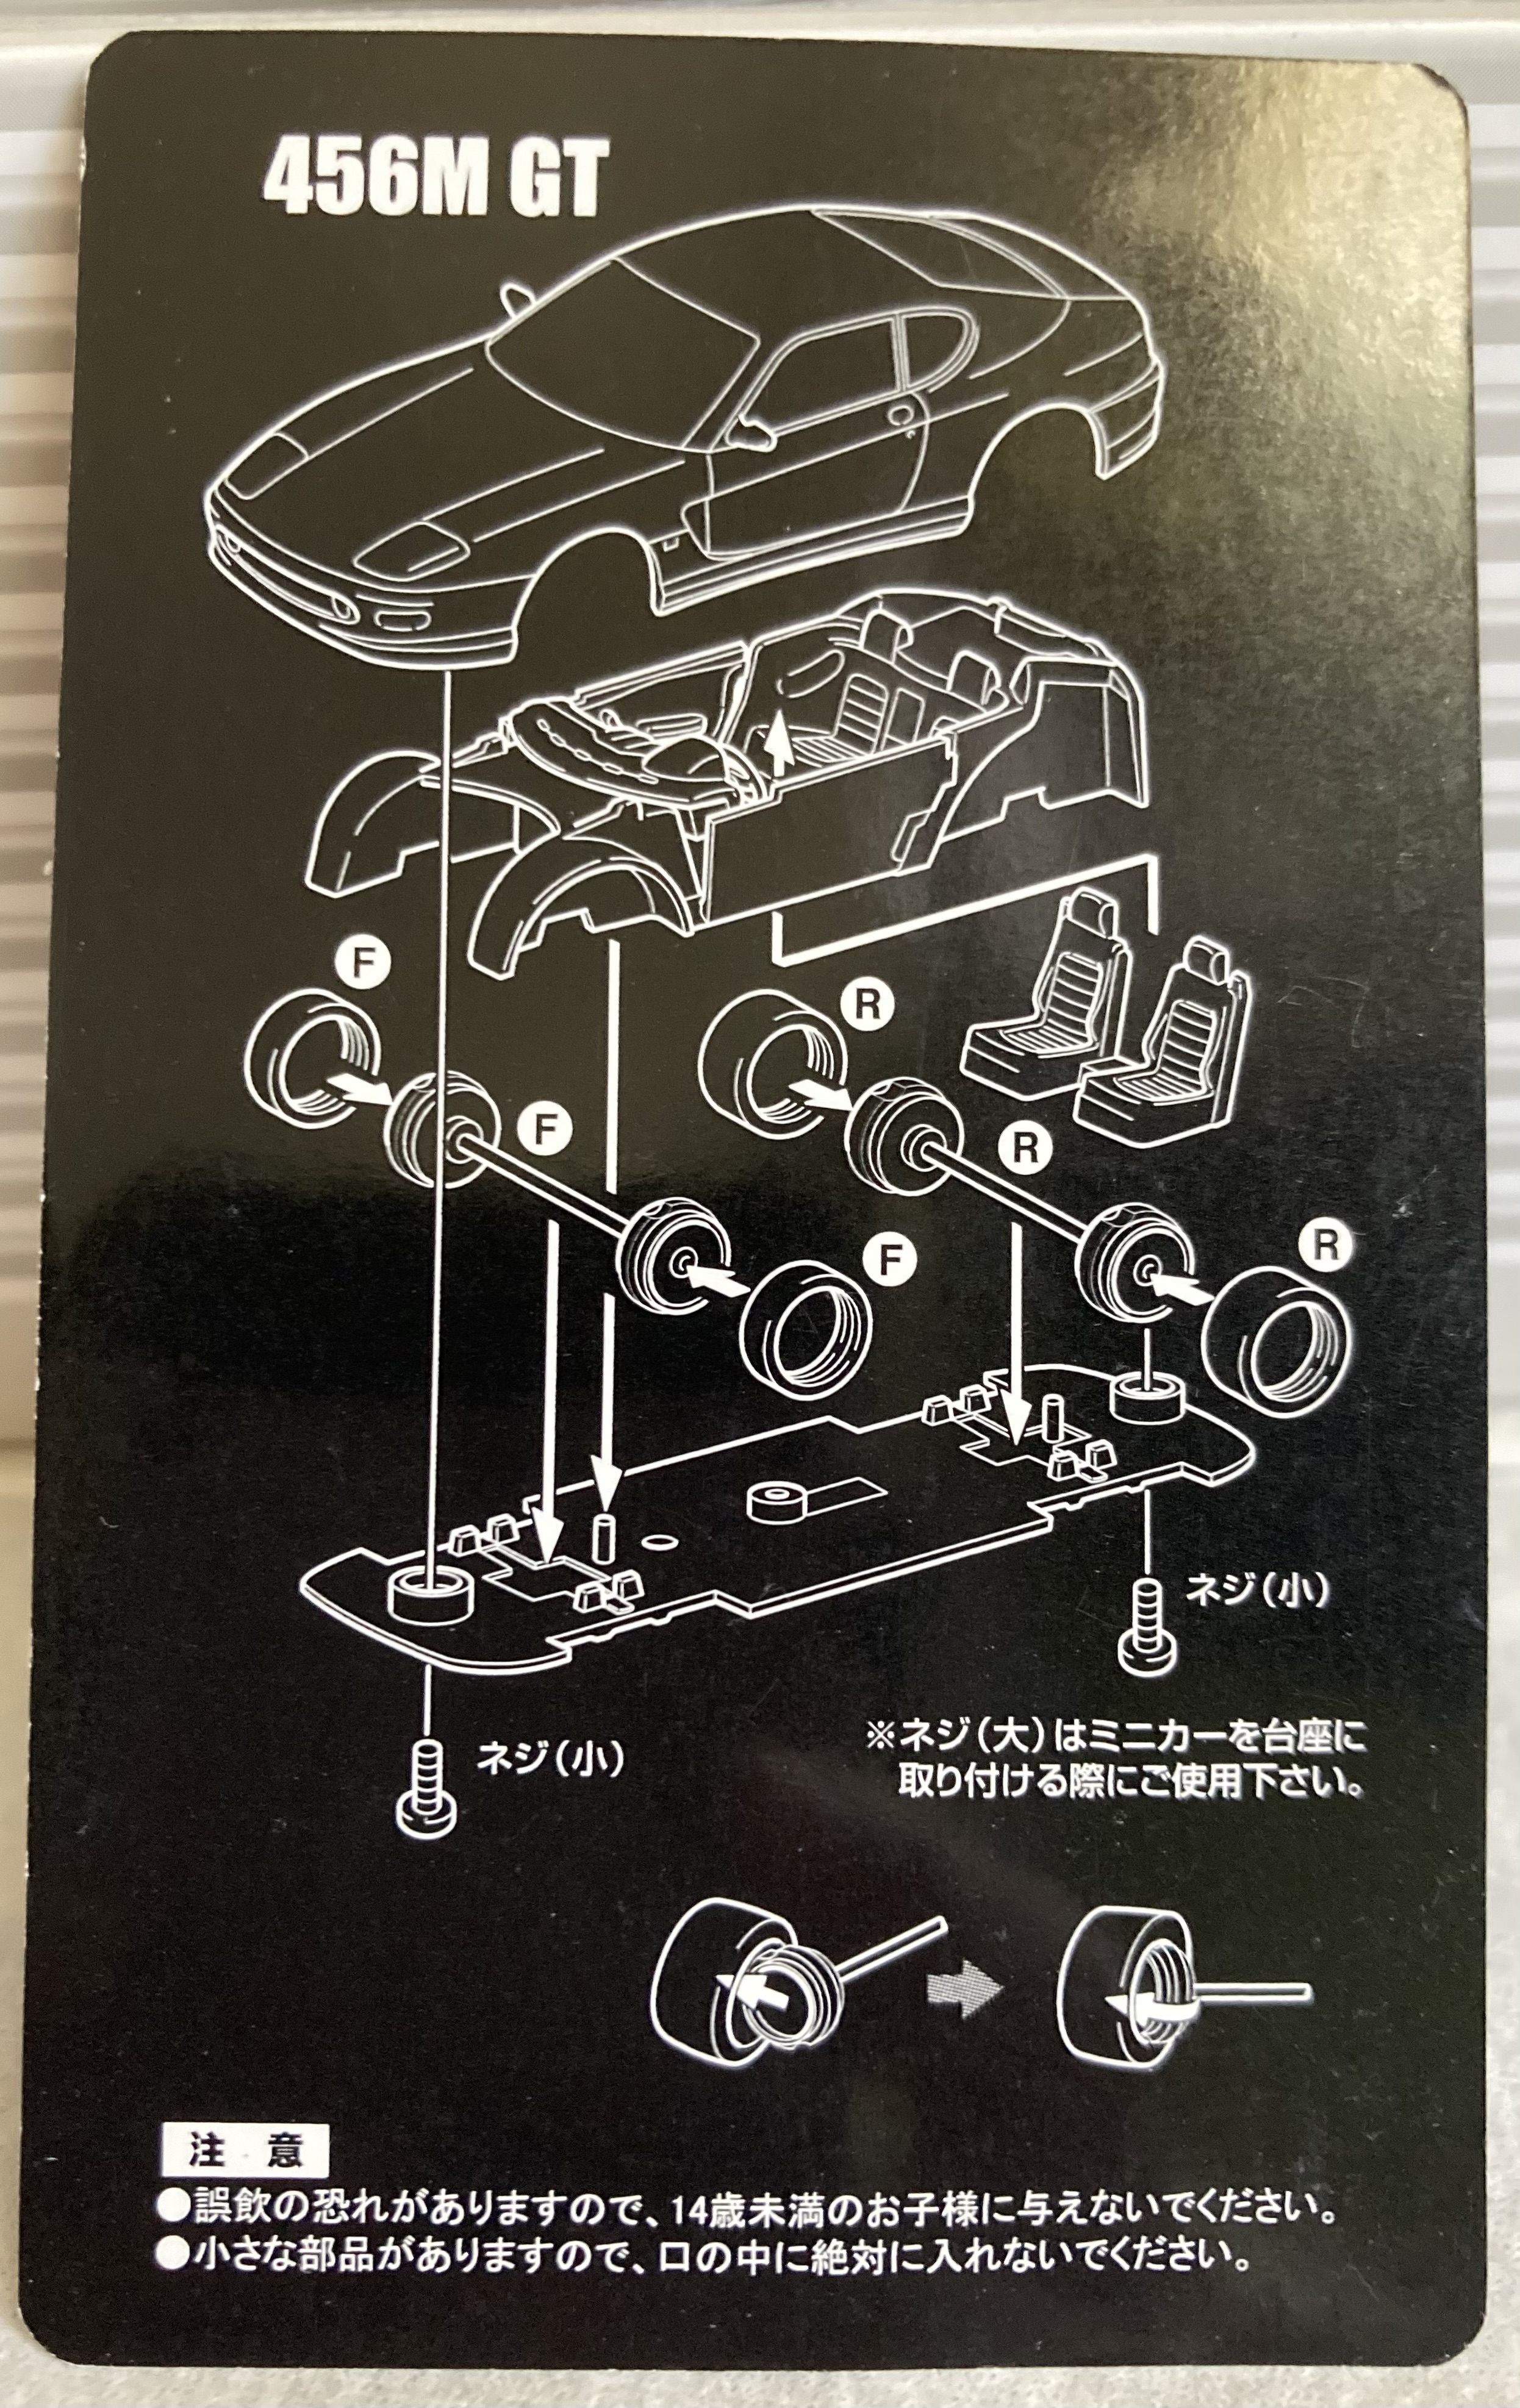 456M GT
F
R
F
R
F
R
ネジ(小)
ネジ(小)
※ネジ(大)はミニカーを台座に
取り付ける際にご使用下さい。
注意
●誤飲の恐れがありますので、14歳未満のお子様に与えないでください。
●小さな部品がありますので、口の中に絶対に入れないでください。